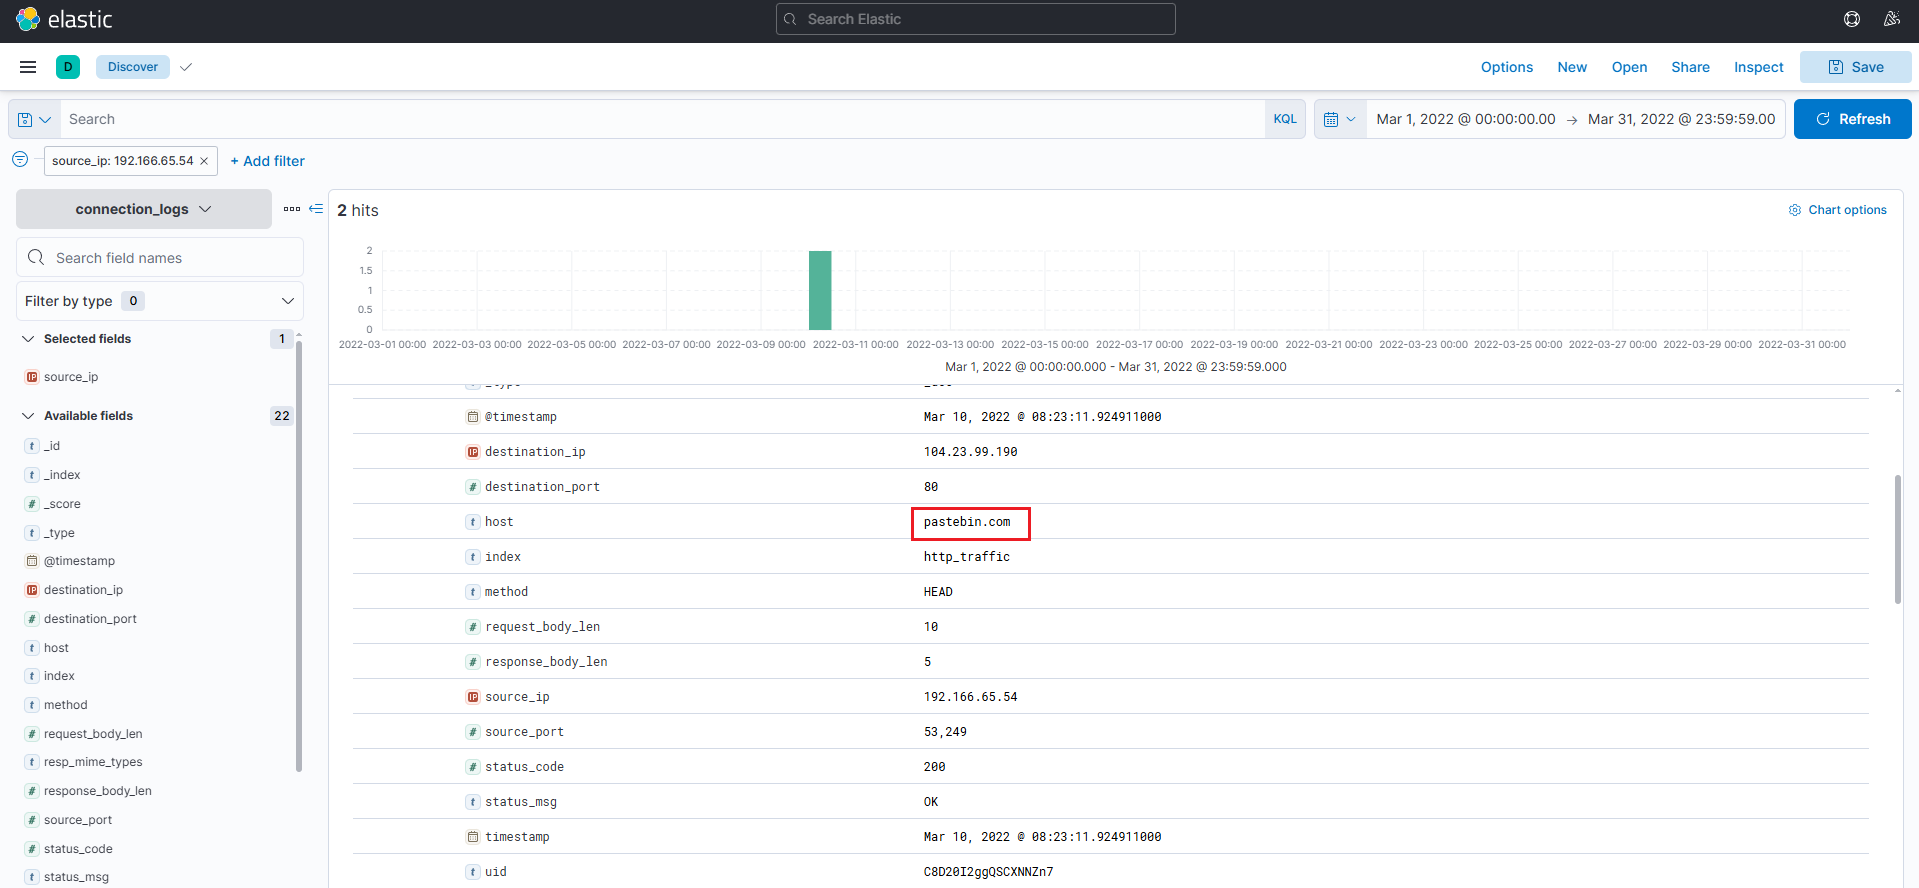 elastic
Search Elastic
D Discover Options New Open Share Inspect Save
Search KQL Mar 1, 2022 @ 00:00:00.00 → Mar 31, 2022 @ 23:59:59.00 Refresh
source_ip: 192.166.65.54 × + Add filter
connection_logs
Search field names
Filter by type 0
Selected fields 1
source_ip
Available fields 22
_id
_index
_score
_type
@timestamp
destination_ip
destination_port
host
index
method
request_body_len
resp_mime_types
response_body_len
source_port
status_code
status_msg
2 hits Chart options
2
1.5
1
0.5
0
2022-03-01 00:00 2022-03-03 00:00 2022-03-05 00:00 2022-03-07 00:00 2022-03-09 00:00 2022-03-11 00:00 2022-03-13 00:00 2022-03-15 00:00 2022-03-17 00:00 2022-03-19 00:00 2022-03-21 00:00 2022-03-23 00:00 2022-03-25 00:00 2022-03-27 00:00 2022-03-29 00:00 2022-03-31 00:00
Mar 1, 2022 @ 00:00:00.000 - Mar 31, 2022 @ 23:59:59.000
@timestamp Mar 10, 2022 @ 08:23:11.924911000
destination_ip 104.23.99.190
destination_port 80
host pastebin.com
index http_traffic
method HEAD
request_body_len 10
response_body_len 5
source_ip 192.166.65.54
source_port 53,249
status_code 200
status_msg OK
timestamp Mar 10, 2022 @ 08:23:11.924911000
uid C8D20I2ggQSCXNNZn7